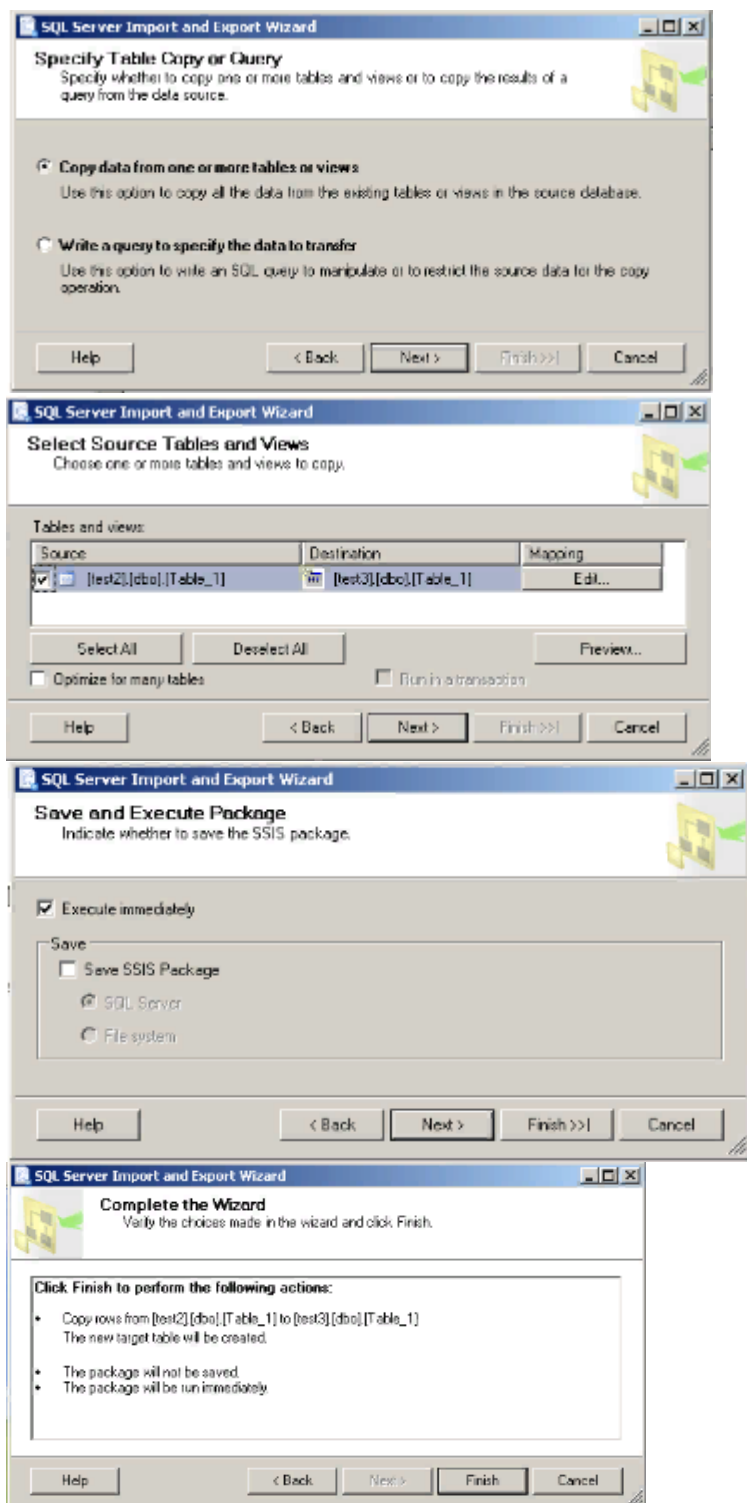 SQL Server Import and Export Wizard
Specify Table Copy or Query
Specify whether to copy one or more tables and views or to copy the results of a
query from the data source.
Copy data from one or more tables or views
Use this option to copy all the data from the existing tables or views in the source database.
Write a query to specify the data to transfer
Use this option to write an SQL query to manipulate or to restrict the source data for the copy
operation.
Help < Back Next > Finish >>| Cancel
SQL Server Import and Export Wizard
Select Source Tables and Views
Choose one or more tables and views to copy.
Tables and views:
Source Destination Mapping
[test2].[dbo].[Table_1] [test3].[dbo].[Table_1] Edit...
Select All Deselect All Preview...
Optimize for many tables Run in a transaction
Help < Back Next > Finish >>| Cancel
SQL Server Import and Export Wizard
Save and Execute Package
Indicate whether to save the SSIS package.
Execute immediately
Save
Save SSIS Package
SQL Server
File system
Help < Back Next > Finish >>| Cancel
SQL Server Import and Export Wizard
Complete the Wizard
Verify the choices made in the wizard and click Finish.
Click Finish to perform the following actions:
• Copy rows from [test2].[dbo].[Table_1] to [test3].[dbo].[Table_1]
The new target table will be created.
• The package will not be saved.
• The package will be run immediately.
Help < Back Next > Finish Cancel